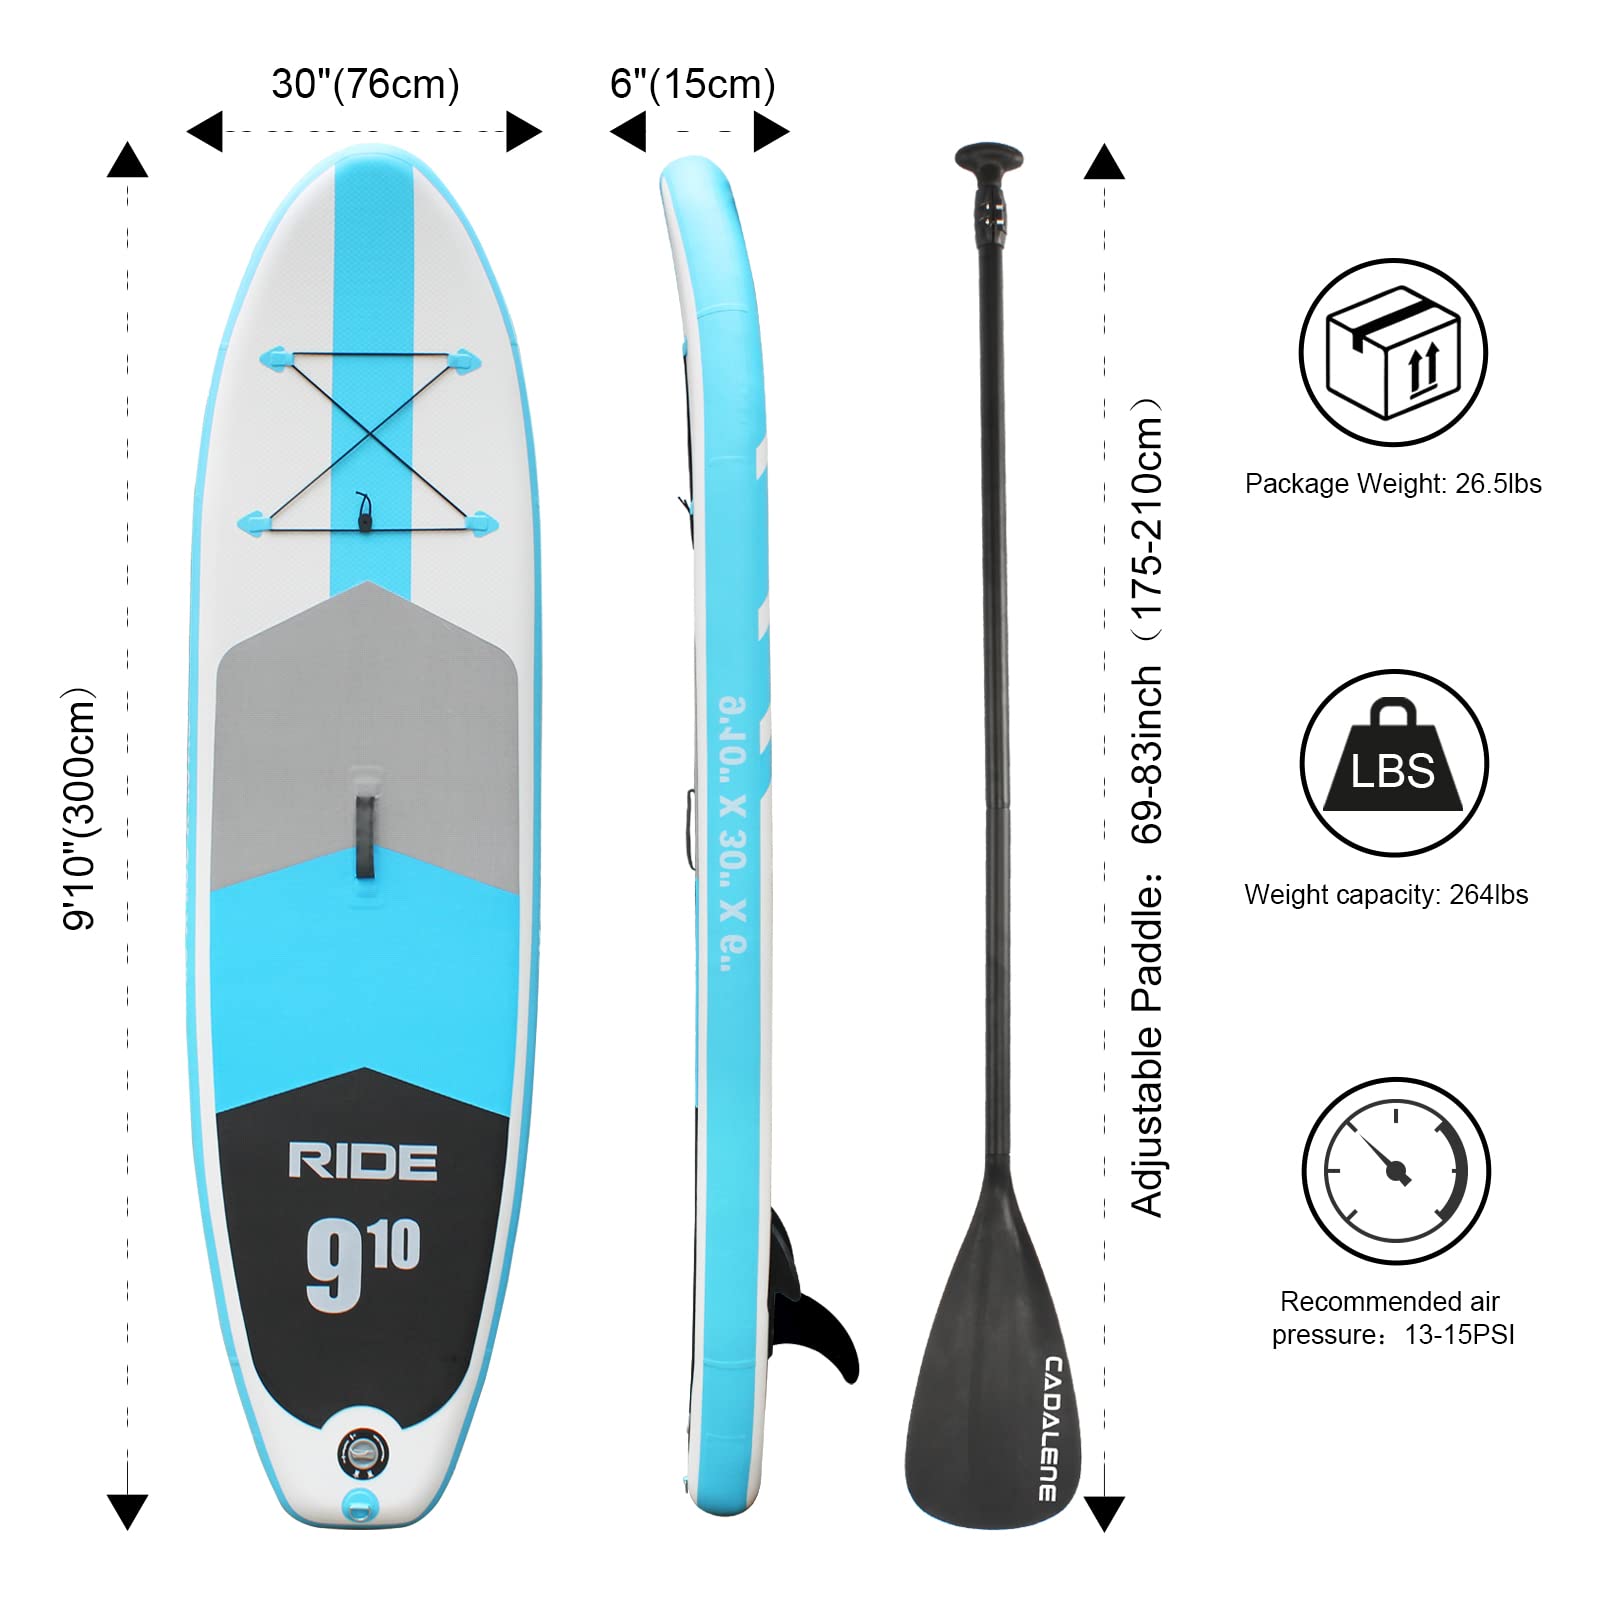 30"(76cm)
6"(15cm)
9'10"(300cm)
RIDE
9 10
9'10" X 30" X 6"
Adjustable Paddle: 69-83inch (175-210cm)
CADALENE
Package Weight: 26.5lbs
LBS
Weight capacity: 264lbs
Recommended air
pressure: 13-15PSI